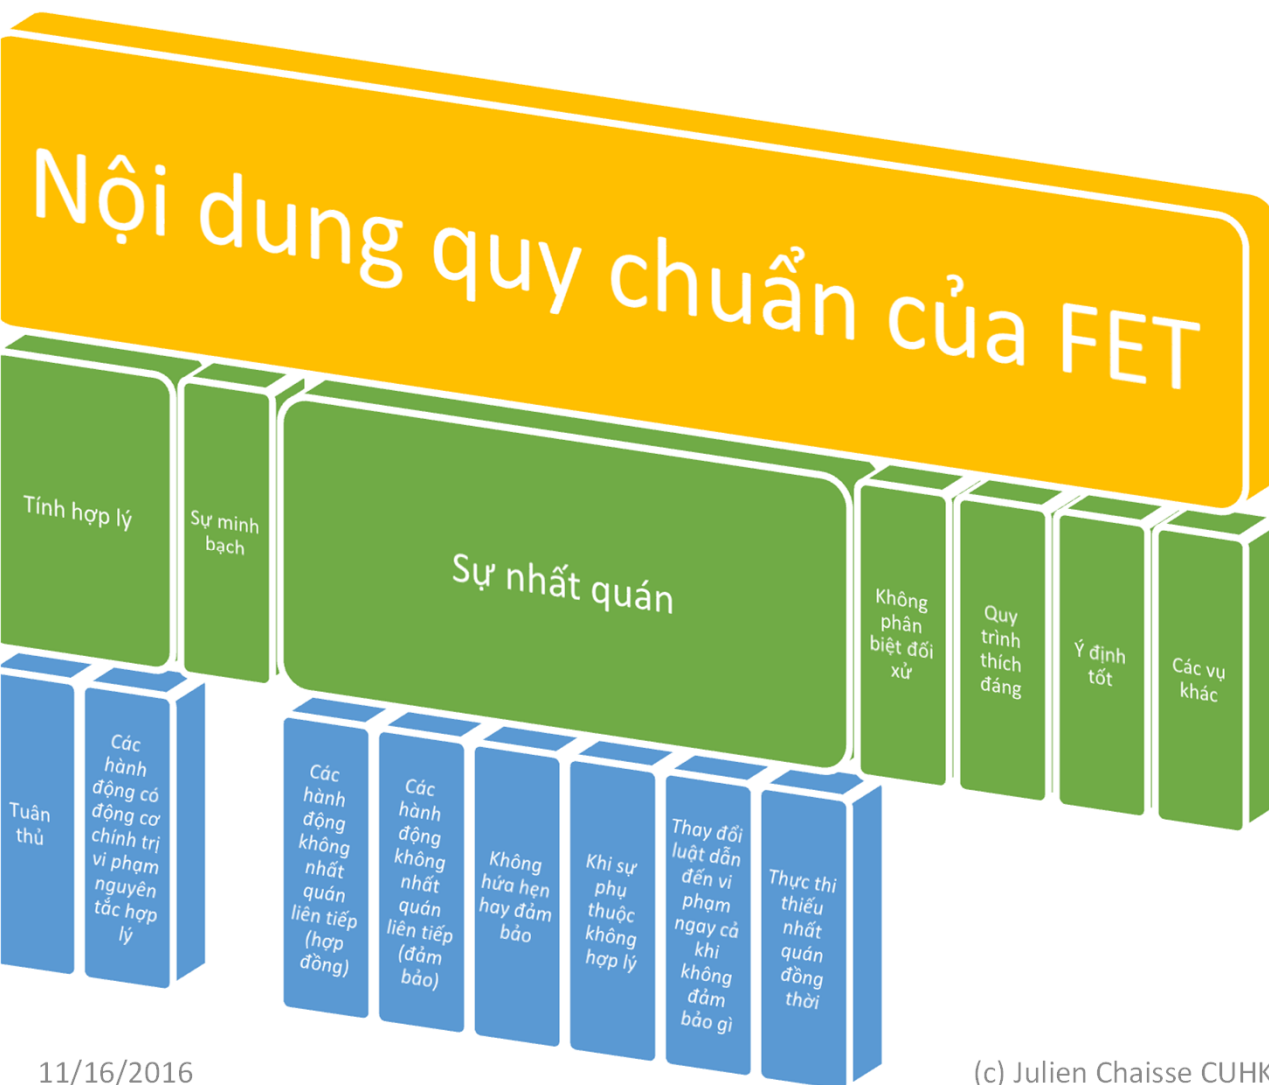 Nội dung quy chuẩn của FET
Tính hợp lý
Sự minh
bạch
Sự nhất quán
Không
phân
biệt đối
xử
Quy
trình
thích
đáng
Ý định
tốt
Các vụ
khác
Tuân
thủ
Các
hành
động có
động cơ
chính trị
vi phạm
nguyên
tắc hợp
lý
Các
hành
động
không
nhất
quán
liên tiếp
(hợp
đồng)
Các
hành
động
không
nhất
quán
liên tiếp
(đảm
bảo)
Không
hứa hẹn
hay đảm
bảo
Khi sự
phụ
thuộc
không
hợp lý
Thay đổi
luật dẫn
đến vi
phạm
ngay cả
khi
không
đảm
bảo gì
Thực thi
thiếu
nhất
quán
đồng
thời
11/16/2016
(c) Julien Chaisse CUHK